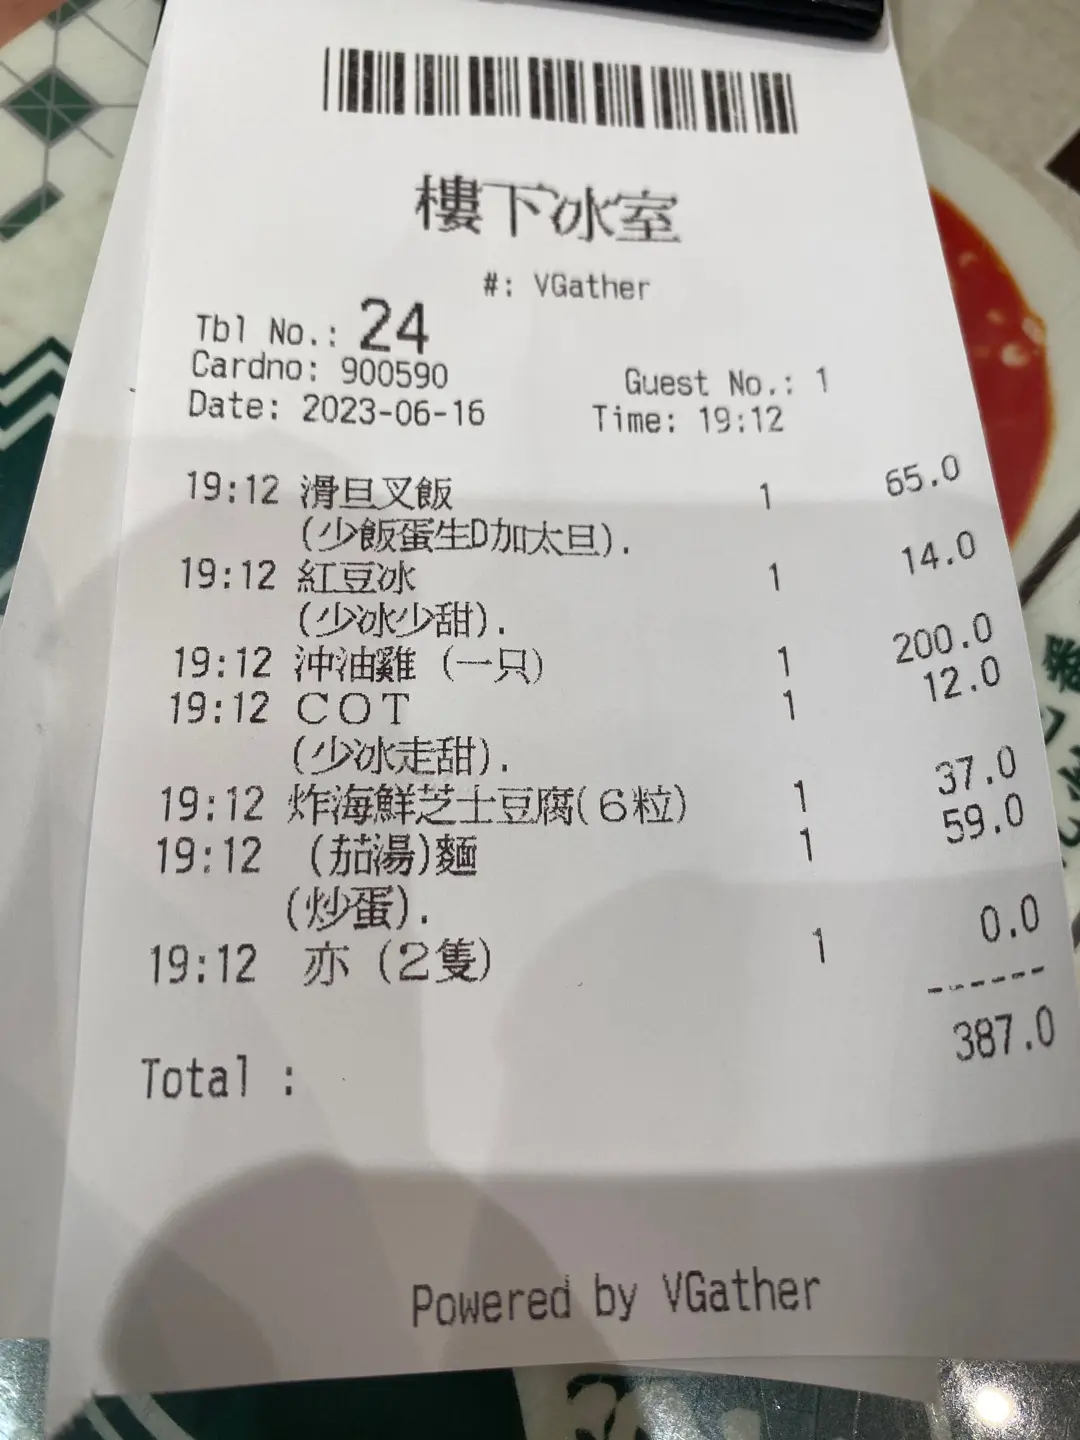 樓下冰室
#: VGather
Tbl No.: 24
Cardno: 900590 Guest No.: 1
Date: 2023-06-16 Time: 19:12
19:12 滑旦叉飯 1 65.0
(少飯蛋生D加太旦).
19:12 紅豆冰 1 14.0
(少冰少甜).
19:12 沖油雞 (一只) 1 200.0
19:12 COT 1 12.0
(少冰走甜).
19:12 炸海鮮芝士豆腐(6粒) 1 37.0
19:12 (茄湯)麵 1 59.0
(炒蛋).
19:12 亦 (2隻) 1 0.0
------
Total : 387.0
Powered by VGather